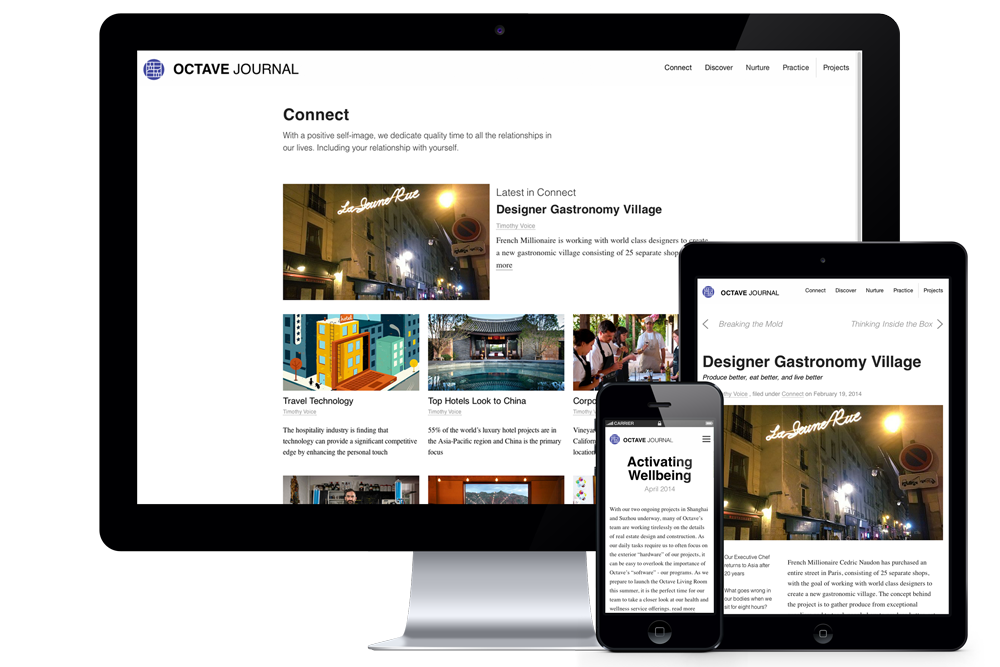 OCTAVE JOURNAL
Connect Discover Nurture Practice Projects
Connect
With a positive self-image, we dedicate quality time to all the relationships in
our lives. Including your relationship with yourself.
La Jeune Rue
Latest in Connect
Designer Gastronomy Village
Timothy Voice
French Millionaire is working with world class designers to create
a new gastronomic village consisting of 25 separate shop
more
hotel
Travel Technology
Timothy Voice
The hospitality industry is finding that
technology can provide a significant competitive
edge by enhancing the personal touch
Top Hotels Look to China
Timothy Voice
55% of the world's luxury hotel projects are in
the Asia-Pacific region and China is the primary
focus
Corpo
Timothy
Vineyar
Californ
location
OCTAVE JOURNAL
Connect Discover Nurture Practice Projects
Breaking the Mold
Thinking Inside the Box
Designer Gastronomy Village
Produce better, eat better, and live better
thy Voice , filed under Connect on February 19, 2014
La Jeune Rue
Our Executive Chef
returns to Asia after
20 years
What goes wrong in
our bodies when we
sit for eight hours?
French Millionaire Cedric Naudon has purchased an
entire street in Paris, consisting of 25 separate shops,
with the goal of working with world class designers to
create a new gastronomic village. The concept behind
the project is to gather produce from exceptional
CARRIER
OCTAVE JOURNAL
Activating
Wellbeing
April 2014
With our two ongoing projects in Shanghai
and Suzhou underway, many of Octave's
team are working tirelessly on the details
of real estate design and construction. As
our daily tasks require us to often focus on
the exterior “hardware” of our projects, it
can be easy to overlook the importance of
Octave's “software” - our programs. As we
prepare to launch the Octave Living Room
this summer, it is the perfect time for our
team to take a closer look at our health and
wellness service offerings. read more